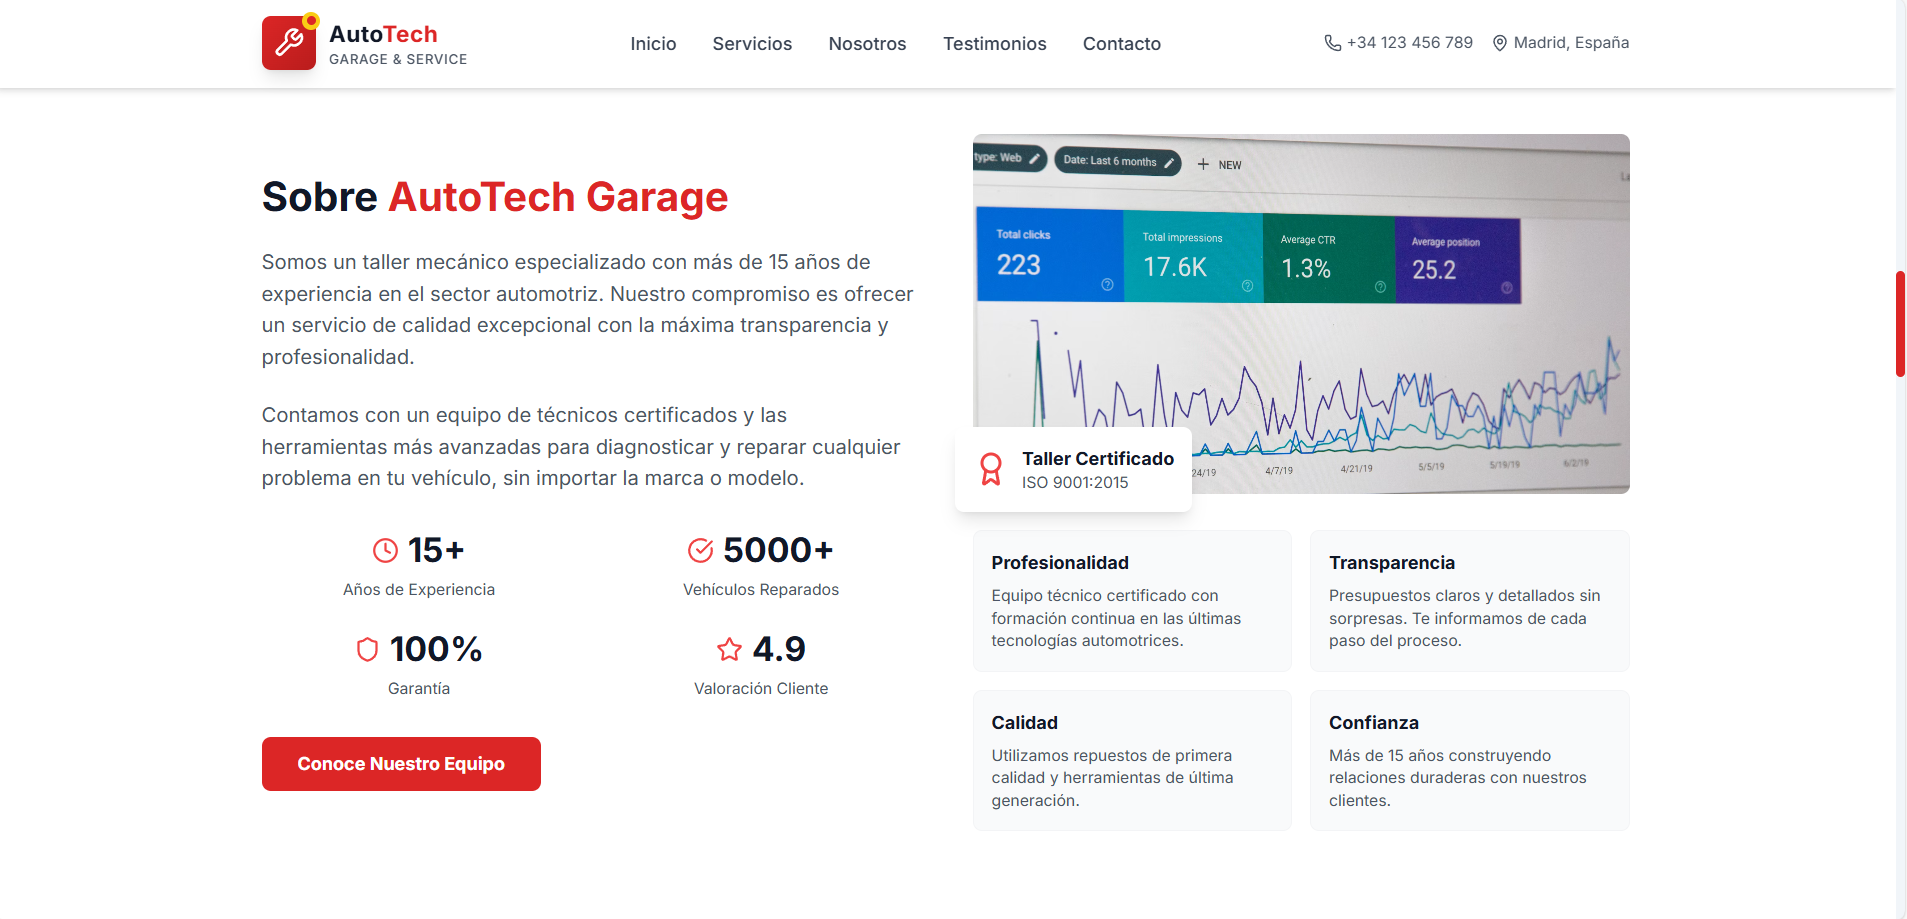 AutoTech
GARAGE & SERVICE
Inicio
Servicios
Nosotros
Testimonios
Contacto
+34 123 456 789
Madrid, España
Sobre AutoTech Garage
Somos un taller mecánico especializado con más de 15 años de
experiencia en el sector automotriz. Nuestro compromiso es ofrecer
un servicio de calidad excepcional con la máxima transparencia y
profesionalidad.
Contamos con un equipo de técnicos certificados y las
herramientas más avanzadas para diagnosticar y reparar cualquier
problema en tu vehículo, sin importar la marca o modelo.
15+
Años de Experiencia
5000+
Vehículos Reparados
100%
Garantía
4.9
Valoración Cliente
Conoce Nuestro Equipo
type: Web
Date: Last 6 months
+ NEW
Total clicks
223
Total impressions
17.6K
Average CTR
1.3%
Average position
25.2
24/19
4/7/19
4/21/19
5/5/19
5/19/19
6/2/19
Taller Certificado
ISO 9001:2015
Profesionalidad
Equipo técnico certificado con
formación continua en las últimas
tecnologías automotrices.
Transparencia
Presupuestos claros y detallados sin
sorpresas. Te informamos de cada
paso del proceso.
Calidad
Utilizamos repuestos de primera
calidad y herramientas de última
generación.
Confianza
Más de 15 años construyendo
relaciones duraderas con nuestros
clientes.